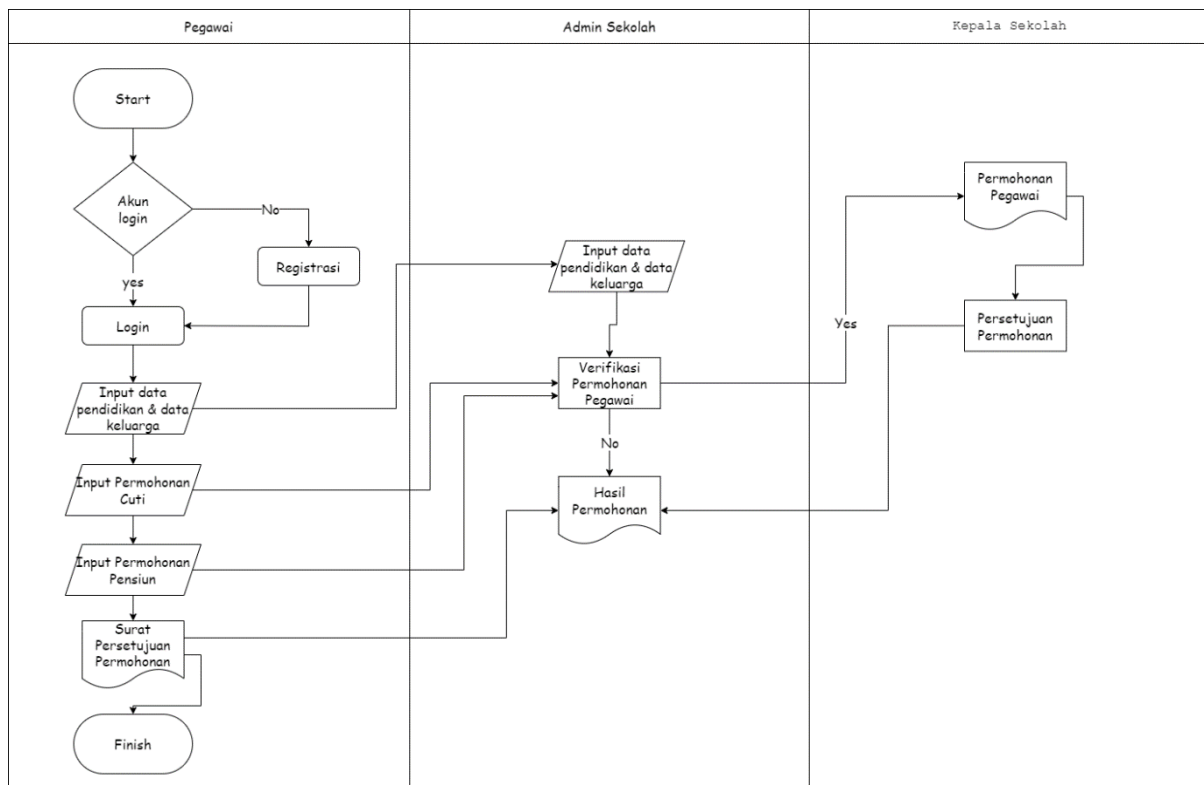 Pegawai
Admin Sekolah
Kepala Sekolah
Start
Akun
login
No
Registrasi
yes
Login
Input data
pendidikan & data
keluarga
Input Permohonan
Cuti
Input Permohonan
Pensiun
Surat
Persetujuan
Permohonan
Finish
Input data
pendidikan & data
keluarga
Verifikasi
Permohonan
Pegawai
No
Hasil
Permohonan
Yes
Permohonan
Pegawai
Persetujuan
Permohonan